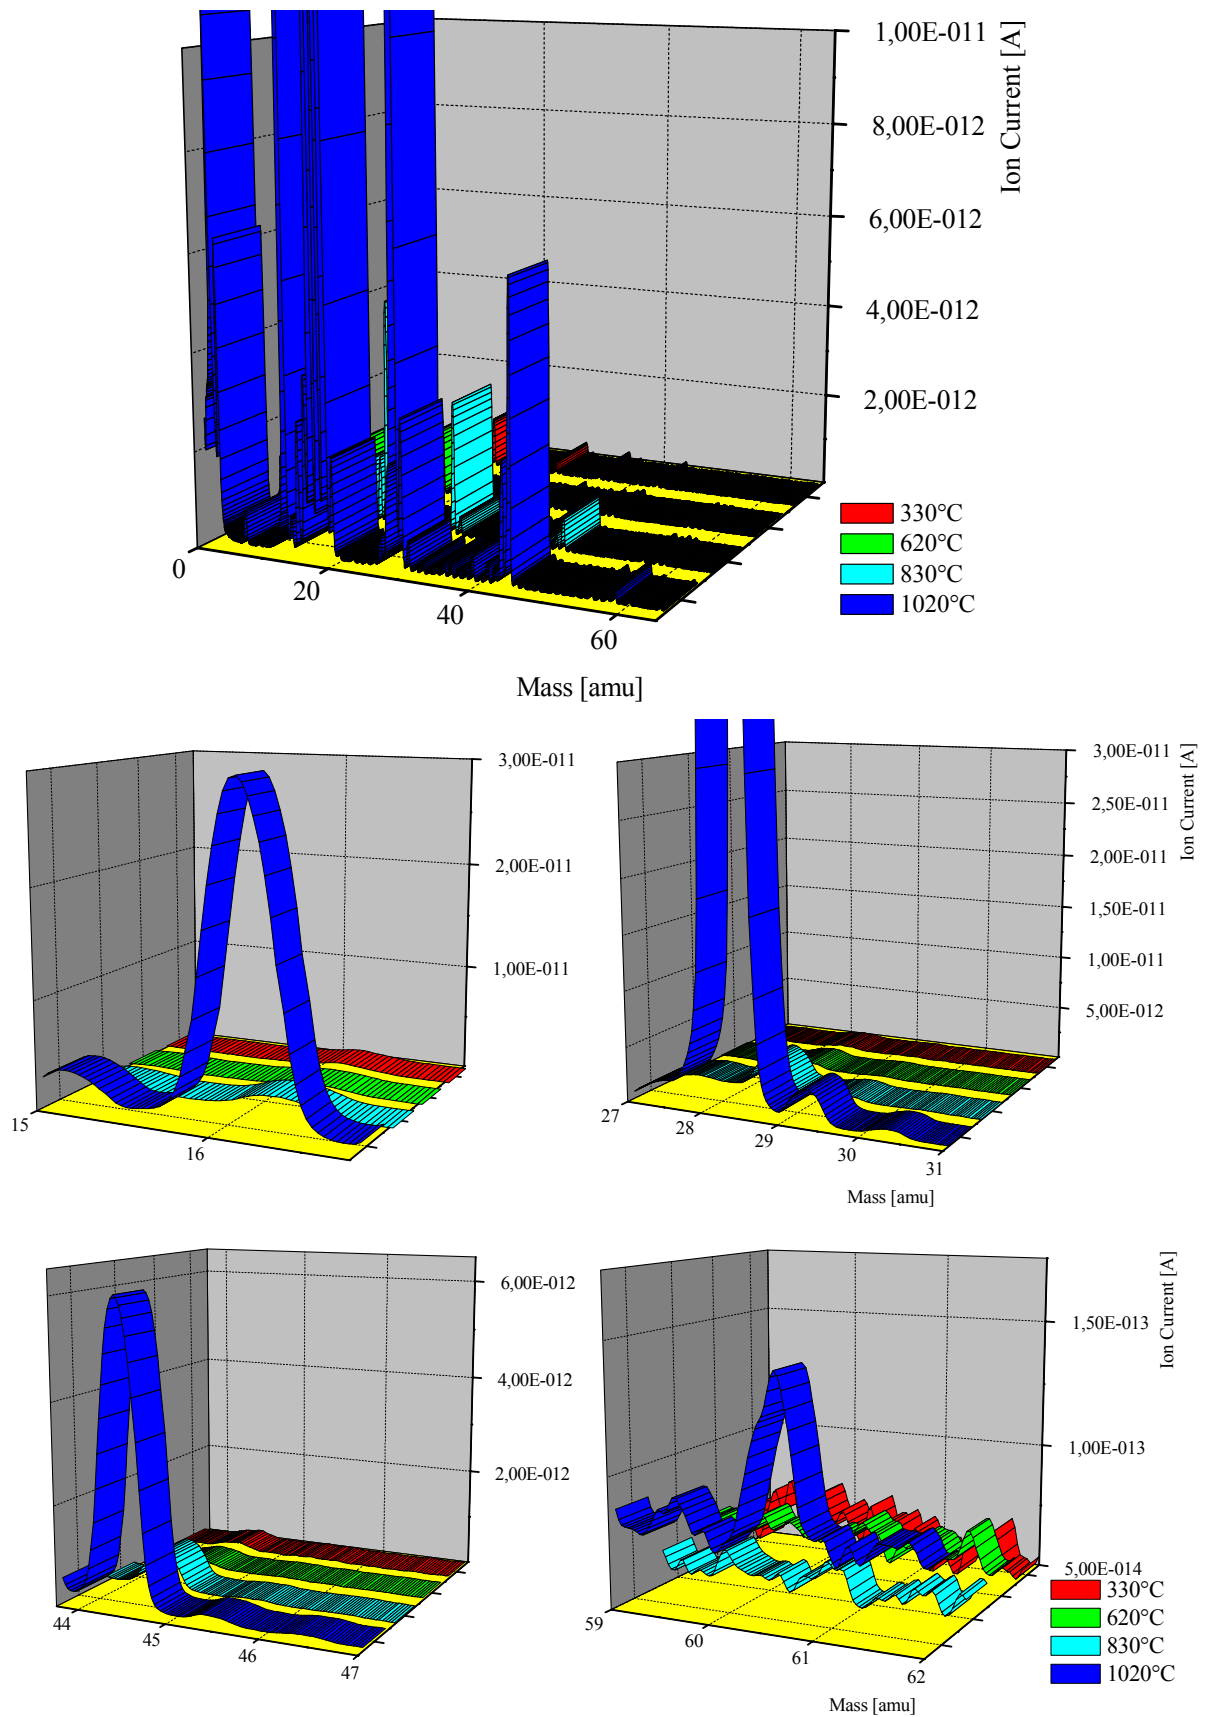 1,00E-011
Ion Current [A]
8,00E-012
6,00E-012
4,00E-012
2,00E-012
330°C
620°C
830°C
1020°C
0
20
40
60
Mass [amu]
3,00E-011
2,00E-011
1,00E-011
15
16
3,00E-011
Ion Current [A]
2,50E-011
2,00E-011
1,50E-011
1,00E-011
5,00E-012
27
28
29
30
31
Mass [amu]
6,00E-012
4,00E-012
2,00E-012
44
45
46
47
Ion Current [A]
1,50E-013
1,00E-013
5,00E-014
330°C
620°C
830°C
1020°C
59
60
61
62
Mass [amu]